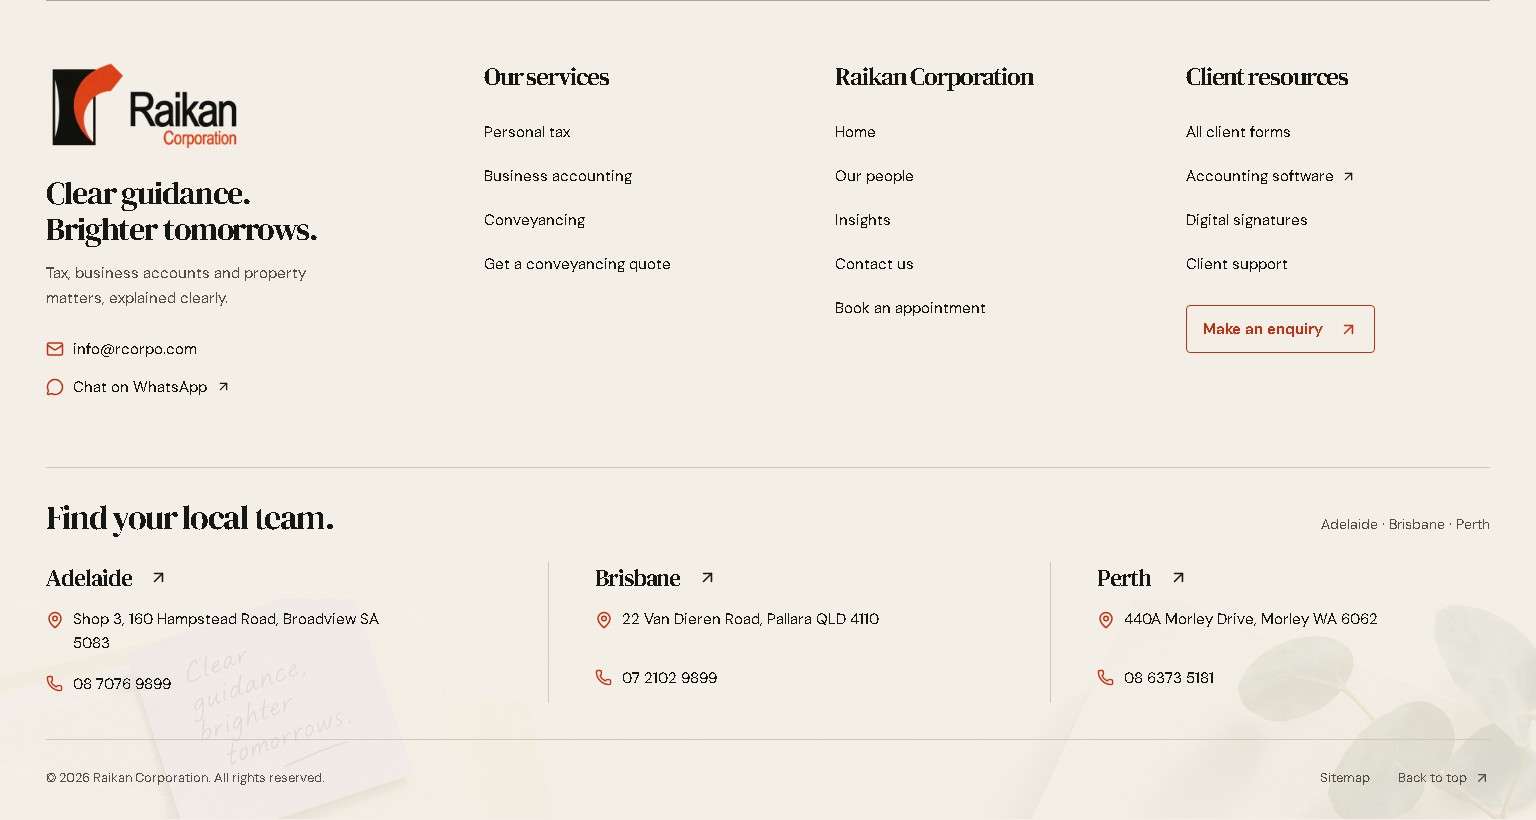 Raikan
Corporation
Clear guidance.
Brighter tomorrows.
Tax, business accounts and property
matters, explained clearly.
info@rcorpo.com
Chat on WhatsApp
Our services
Personal tax
Business accounting
Conveyancing
Get a conveyancing quote
Raikan Corporation
Home
Our people
Insights
Contact us
Book an appointment
Client resources
All client forms
Accounting software
Digital signatures
Client support
Make an enquiry
Find your local team.
Adelaide · Brisbane · Perth
Adelaide
Shop 3, 160 Hampstead Road, Broadview SA
5083
08 7076 9899
Brisbane
22 Van Dieren Road, Pallara QLD 4110
07 2102 9899
Perth
440A Morley Drive, Morley WA 6062
08 6373 5181
Clear
guidance,
brighter
tomorrows.
© 2026 Raikan Corporation. All rights reserved.
Sitemap
Back to top